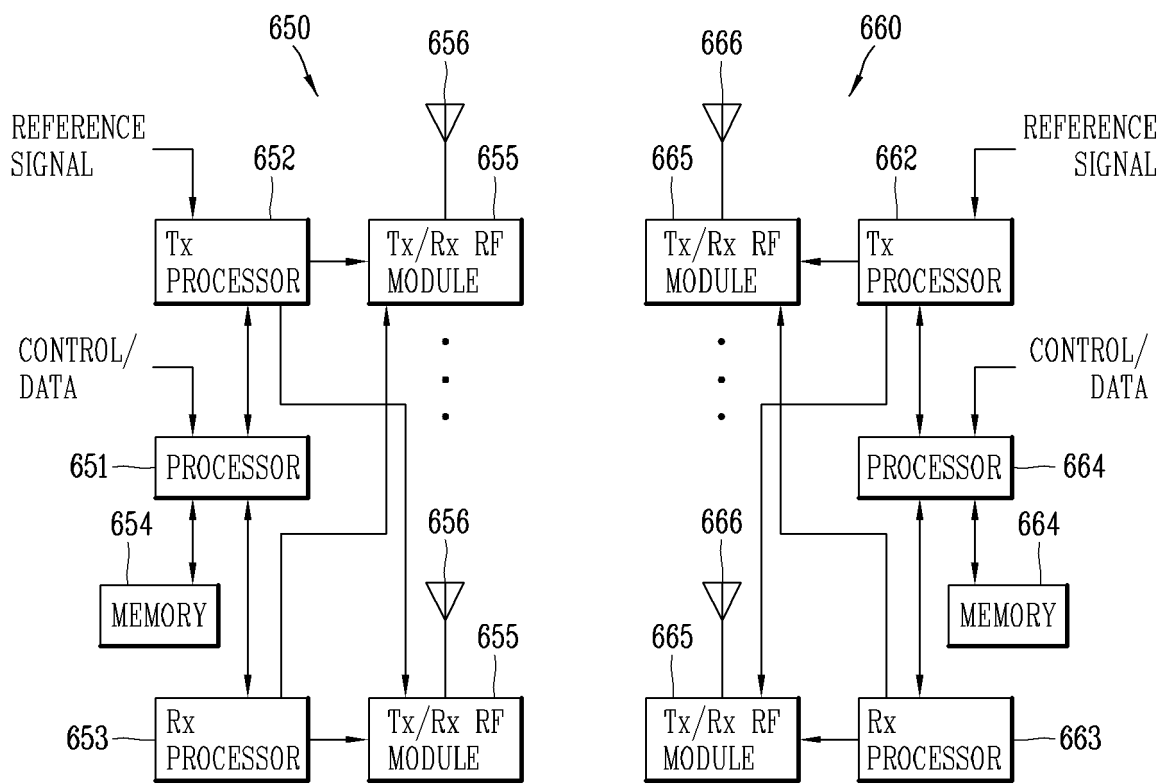 650
656
666
660
REFERENCE
SIGNAL
652
655
665
662
REFERENCE
SIGNAL
Tx
PROCESSOR
Tx/Rx RF
MODULE
Tx/Rx RF
MODULE
Tx
PROCESSOR
CONTROL/
DATA
CONTROL/
DATA
651
PROCESSOR
PROCESSOR
664
654
656
666
664
MEMORY
MEMORY
655
665
653
Rx
PROCESSOR
Tx/Rx RF
MODULE
Tx/Rx RF
MODULE
Rx
PROCESSOR
663